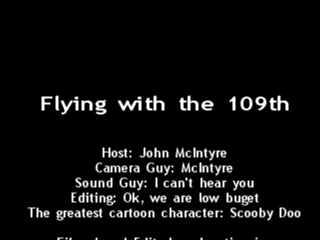 Flying with the 109th
Host: John McIntyre
Camera Guy: McIntyre
Sound Guy: I can't hear you
Editing: Ok, we are low buget
The greatest cartoon character: Scooby Doo